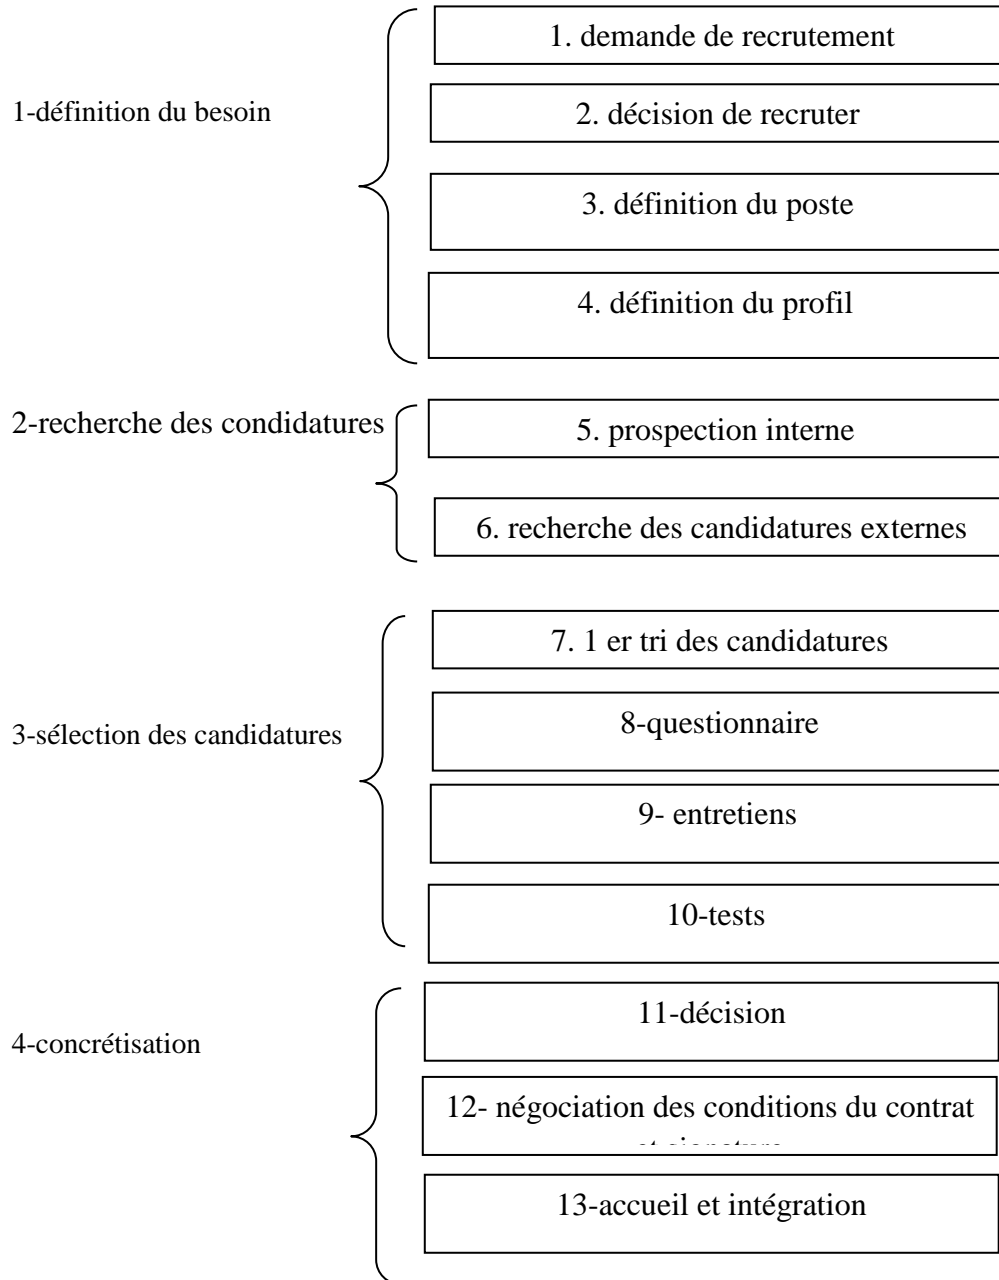 1-définition du besoin
1. demande de recrutement
2. décision de recruter
3. définition du poste
4. définition du profil
2-recherche des condidatures
5. prospection interne
6. recherche des candidatures externes
3-sélection des candidatures
7. 1 er tri des candidatures
8-questionnaire
9- entretiens
10-tests
4-concrétisation
11-décision
12- négociation des conditions du contrat
13-accueil et intégration